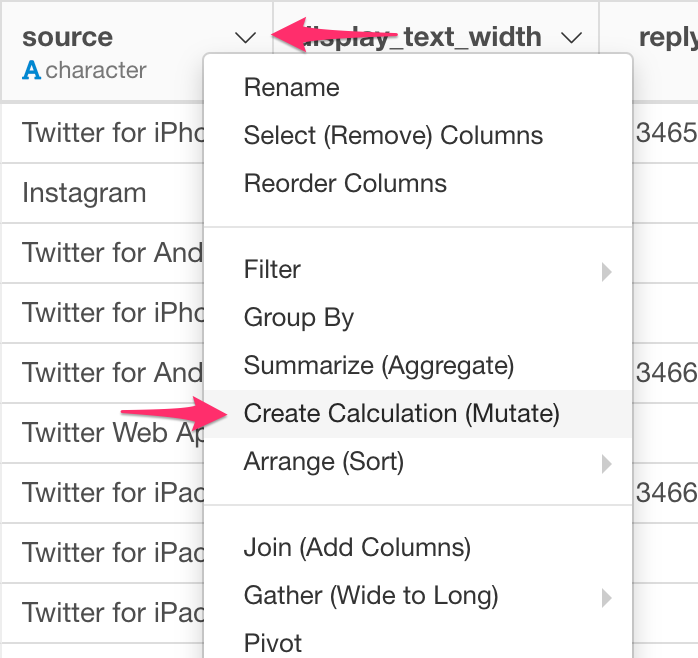 source
display_text_width
reply
A character
Twitter for iPho
3465
Instagram
Twitter for And
Twitter for iPho
Twitter for And
3466
Twitter Web Ap
Twitter for iPac
3466
Twitter for iPac
Twitter for iPac
Rename
Select (Remove) Columns
Reorder Columns
Filter
Group By
Summarize (Aggregate)
Create Calculation (Mutate)
Arrange (Sort)
Join (Add Columns)
Gather (Wide to Long)
Pivot